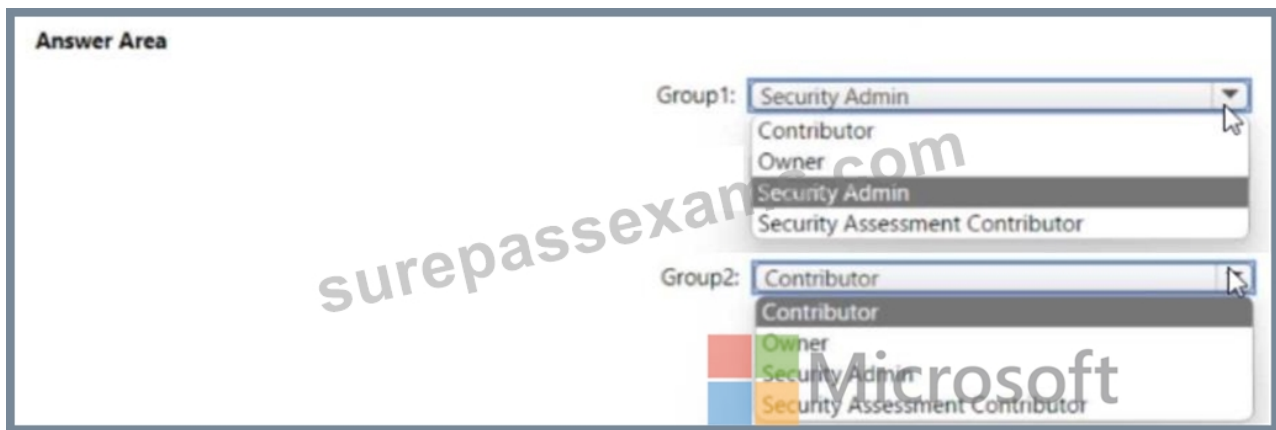 Answer Area
Group1: Security Admin
Contributor
Owner
Security Admin
Security Assessment Contributor
surepassexams.com
Group2: Contributor
Contributor
Owner
Security Admin
Security Assessment Contributor
Microsoft